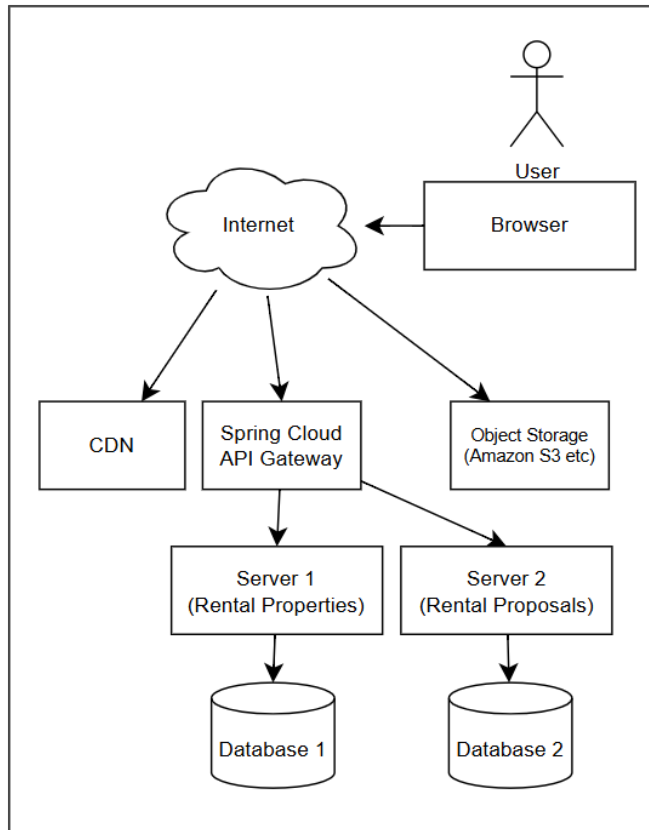 User
Browser
Internet
CDN
Spring Cloud
API Gateway
Object Storage
(Amazon S3 etc)
Server 1
(Rental Properties)
Server 2
(Rental Proposals)
Database 1
Database 2